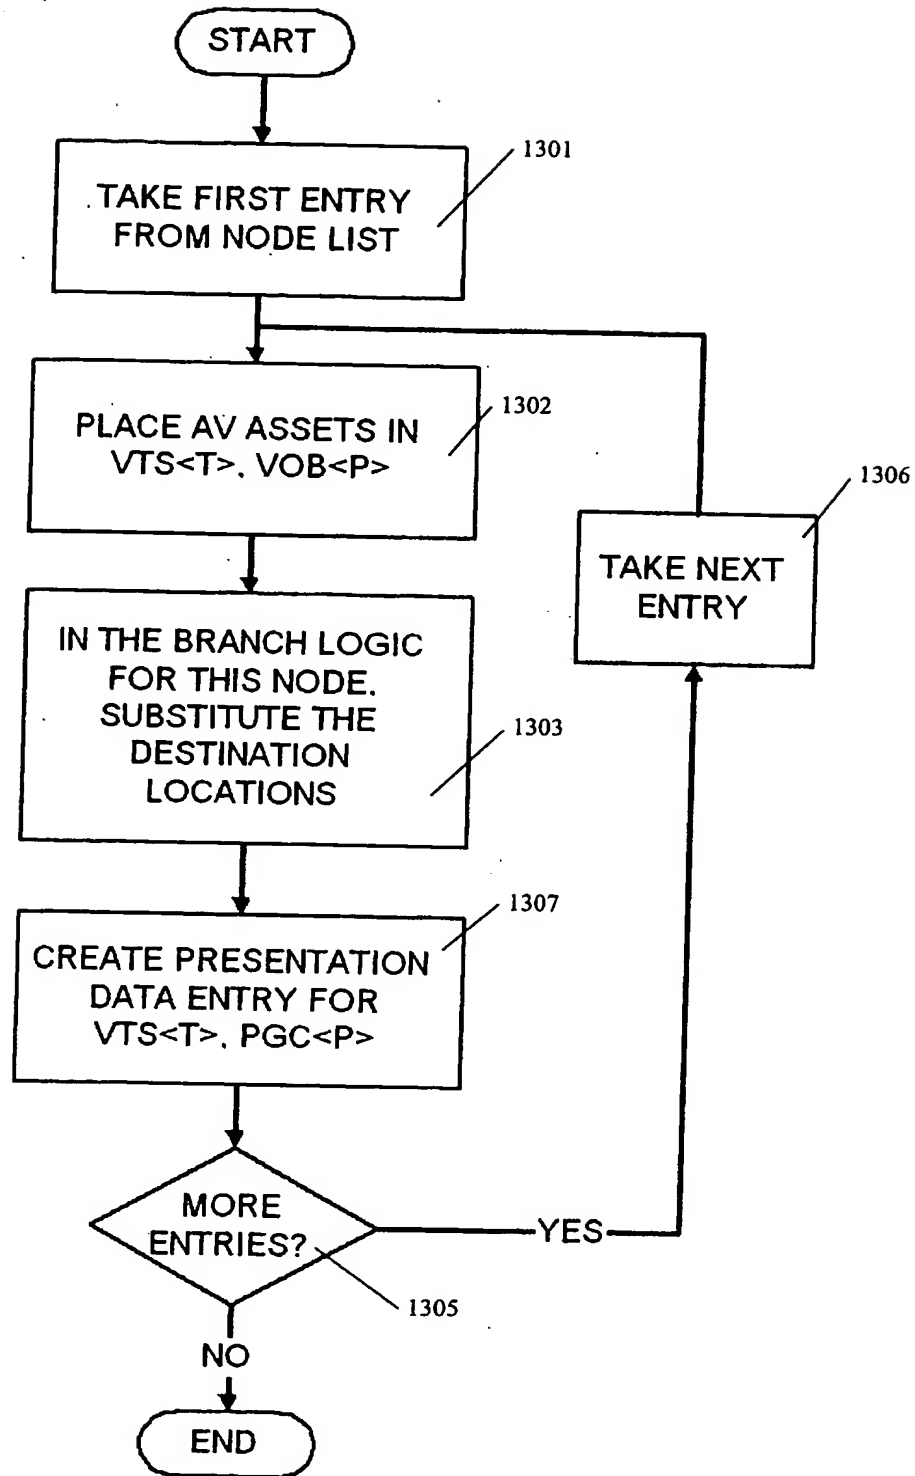 START
1301
TAKE FIRST ENTRY
FROM NODE LIST
1302
PLACE AV ASSETS IN
VTS<T>, VOB<P>
1306
TAKE NEXT
ENTRY
IN THE BRANCH LOGIC
FOR THIS NODE,
SUBSTITUTE THE
DESTINATION
LOCATIONS
1303
1307
CREATE PRESENTATION
DATA ENTRY FOR
VTS<T>, PGC<P>
MORE
ENTRIES?
YES
1305
NO
END